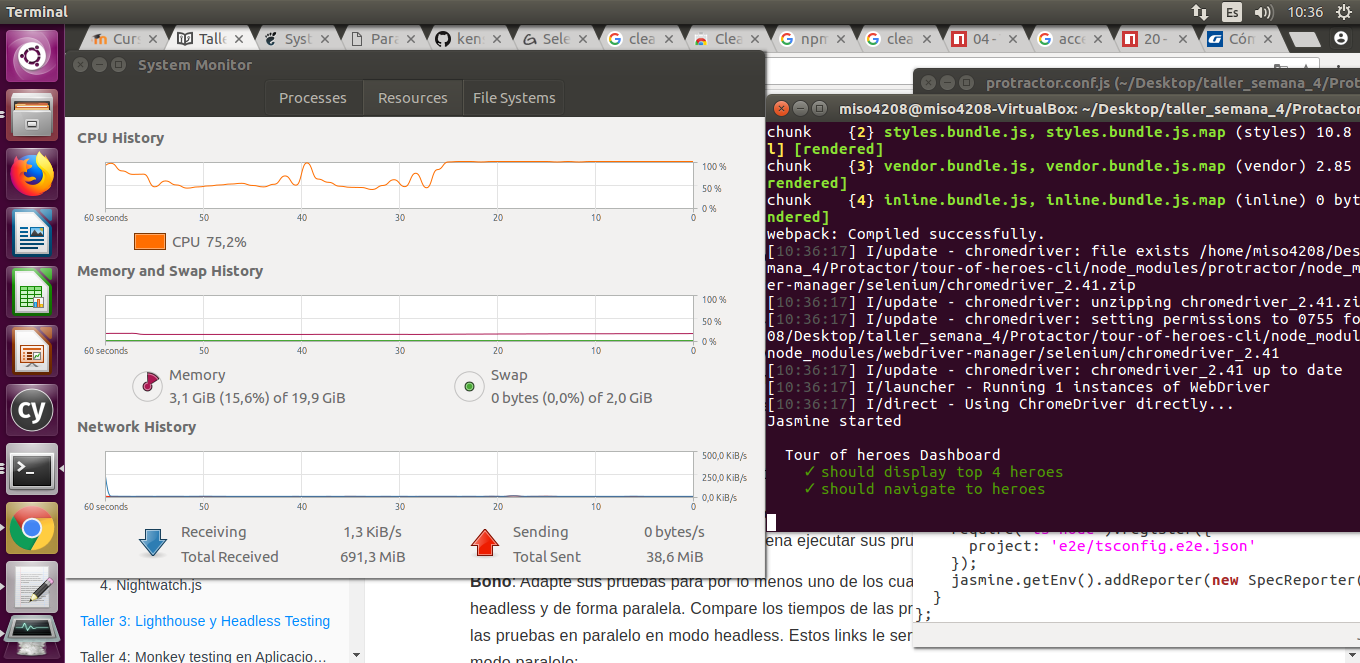 Terminal
Es
10:36
Curs
Talle
Syst
Para
kens
Sele
clea
Clea
npm
clea
04 -
acce
20 -
Cóm
System Monitor
Processes
Resources
File Systems
CPU History
100 %
50 %
0 %
60 seconds 50 40 30 20 10 0
CPU 75,2%
Memory and Swap History
100 %
50 %
0 %
60 seconds 50 40 30 20 10 0
Memory
3,1 GiB (15,6%) of 19,9 GiB
Swap
0 bytes (0,0%) of 2,0 GiB
Network History
500,0 KiB/s
250,0 KiB/s
0,0 KiB/s
60 seconds 50 40 30 20 10 0
Receiving 1,3 KiB/s
Total Received 691,3 MiB
Sending 0 bytes/s
Total Sent 38,6 MiB
cy
protractor.conf.js (~/Desktop/taller_semana_4/Prot
miso4208@miso4208-VirtualBox: ~/Desktop/taller_semana_4/Protactor
chunk    {2} styles.bundle.js, styles.bundle.js.map (styles) 10.8
l] [rendered]
chunk    {3} vendor.bundle.js, vendor.bundle.js.map (vendor) 2.85
rendered]
chunk    {4} inline.bundle.js, inline.bundle.js.map (inline) 0 byt
ndered]
webpack: Compiled successfully.
[10:36:17] I/update - chromedriver: file exists /home/miso4208/Des
mana_4/Protactor/tour-of-heroes-cli/node_modules/protractor/node_m
er-manager/selenium/chromedriver_2.41.zip
[10:36:17] I/update - chromedriver: unzipping chromedriver_2.41.zi
[10:36:17] I/update - chromedriver: setting permissions to 0755 fo
08/Desktop/taller_semana_4/Protactor/tour-of-heroes-cli/node_modul
node_modules/webdriver-manager/selenium/chromedriver_2.41
[10:36:17] I/update - chromedriver: chromedriver_2.41 up to date
[10:36:17] I/launcher - Running 1 instances of WebDriver
[10:36:17] I/direct - Using ChromeDriver directly...
Jasmine started
Tour of heroes Dashboard
✓ should display top 4 heroes
✓ should navigate to heroes
project: 'e2e/tsconfig.e2e.json'
});
jasmine.getEnv().addReporter(new SpecReporter(
}
};
4. Nightwatch.js
Taller 3: Lighthouse y Headless Testing
Taller 4: Monkey testing en Aplicacio…
ena ejecutar sus pru
Bono: Adapte sus pruebas para por lo menos uno de los cua
headless y de forma paralela. Compare los tiempos de las pr
las pruebas en paralelo en modo headless. Estos links le ser
modo paralelo: